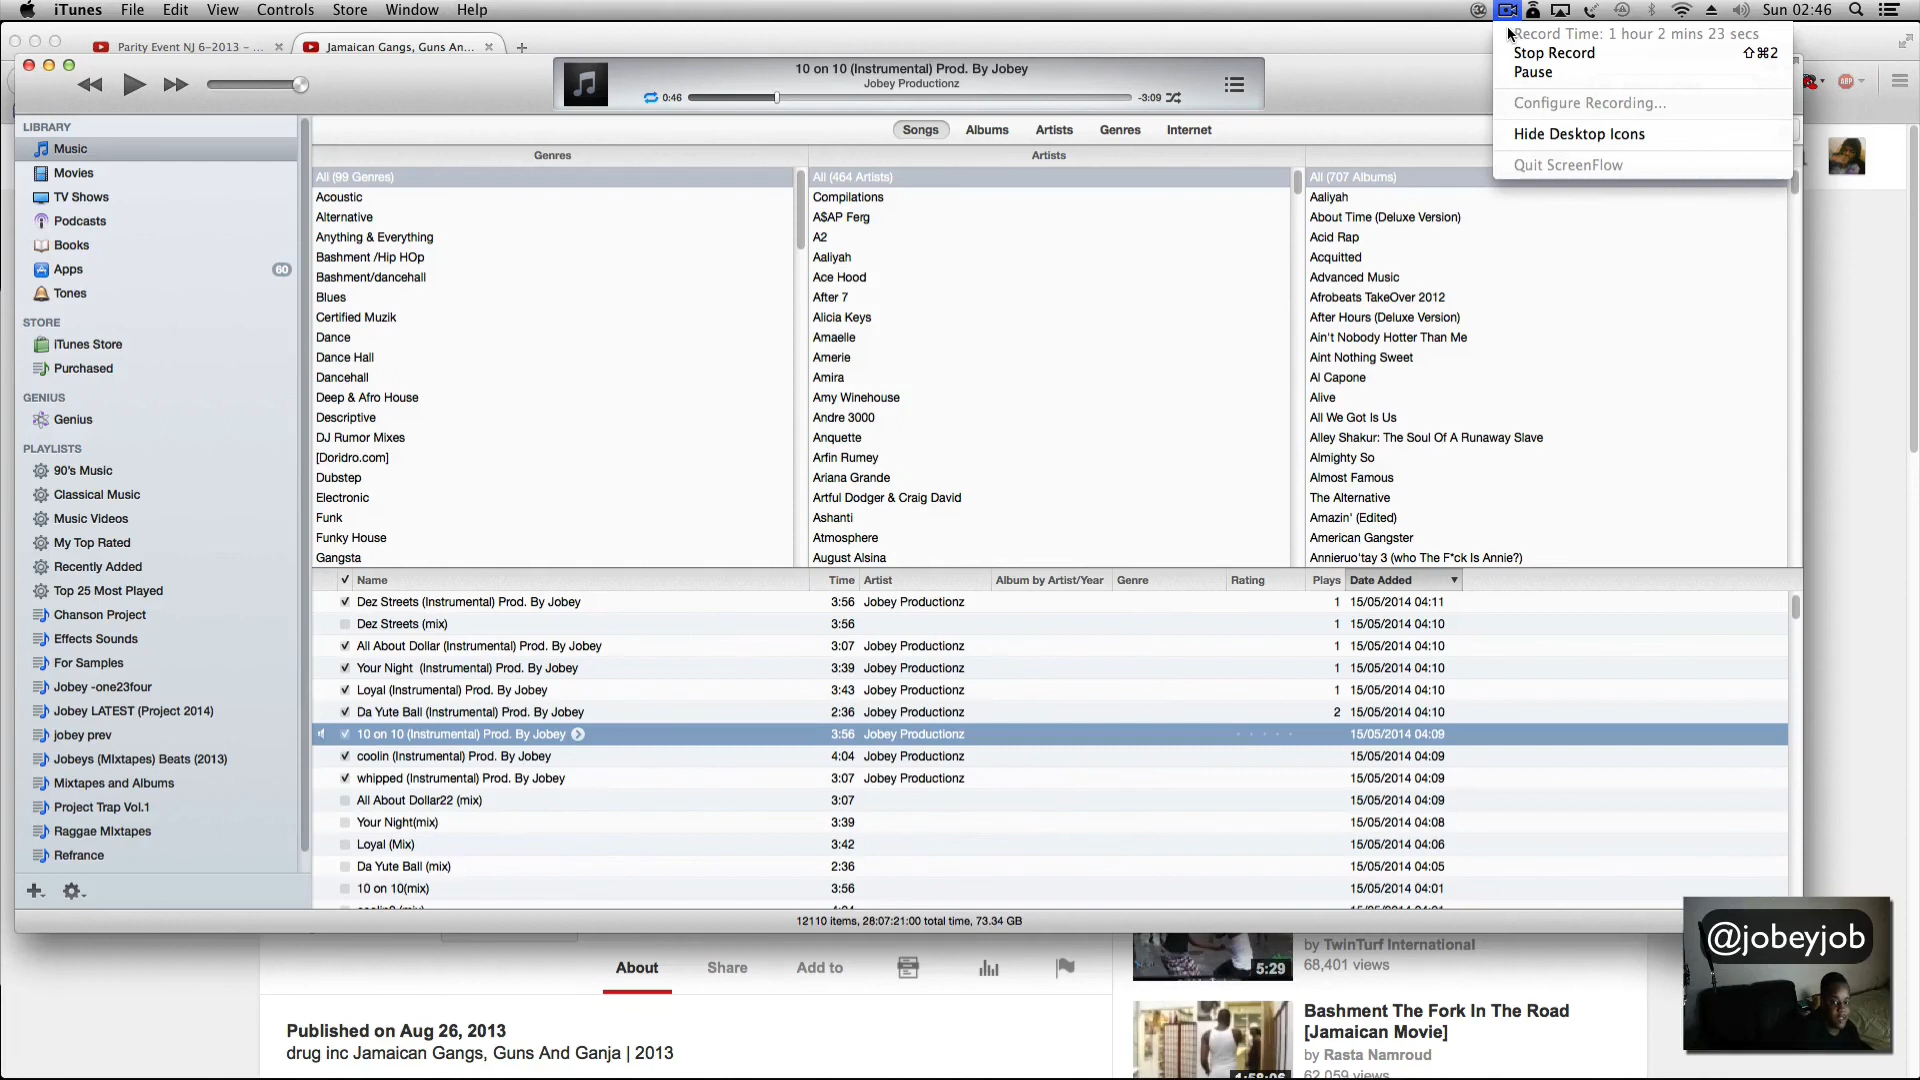 iTunes File Edit View Controls Store Window Help
Sun 02:46
Parity Event NJ 6-2013 - ...
Jamaican Gangs, Guns An...
Record Time: 1 hour 2 mins 23 secs
Stop Record ⇧⌘2
Pause
Configure Recording...
Hide Desktop Icons
Quit ScreenFlow
ABP
10 on 10 (Instrumental) Prod. By Jobey
Jobey Productionz
0:46 -3:09
Songs Albums Artists Genres Internet
LIBRARY
Music
Movies
TV Shows
Podcasts
Books
Apps 60
Tones
STORE
iTunes Store
Purchased
GENIUS
Genius
PLAYLISTS
90's Music
Classical Music
Music Videos
My Top Rated
Recently Added
Top 25 Most Played
Chanson Project
Effects Sounds
For Samples
Jobey -one23four
Jobey LATEST (Project 2014)
jobey prev
Jobeys (MIxtapes) Beats (2013)
Mixtapes and Albums
Project Trap Vol.1
Raggae MIxtapes
Refrance
Genres
All (99 Genres)
Acoustic
Alternative
Anything & Everything
Bashment /Hip HOp
Bashment/dancehall
Blues
Certified Muzik
Dance
Dance Hall
Dancehall
Deep & Afro House
Descriptive
DJ Rumor Mixes
[Doridro.com]
Dubstep
Electronic
Funk
Funky House
Gangsta
Artists
All (464 Artists)
Compilations
A$AP Ferg
A2
Aaliyah
Ace Hood
After 7
Alicia Keys
Amaelle
Amerie
Amira
Amy Winehouse
Andre 3000
Anquette
Arfin Rumey
Ariana Grande
Artful Dodger & Craig David
Ashanti
Atmosphere
August Alsina
All (707 Albums)
Aaliyah
About Time (Deluxe Version)
Acid Rap
Acquitted
Advanced Music
Afrobeats TakeOver 2012
After Hours (Deluxe Version)
Ain't Nobody Hotter Than Me
Aint Nothing Sweet
Al Capone
Alive
All We Got Is Us
Alley Shakur: The Soul Of A Runaway Slave
Almighty So
Almost Famous
The Alternative
Amazin' (Edited)
American Gangster
Annieruo'tay 3 (who The F*ck Is Annie?)
Name Time Artist Album by Artist/Year Genre Rating Plays Date Added
Dez Streets (Instrumental) Prod. By Jobey 3:56 Jobey Productionz 1 15/05/2014 04:11
Dez Streets (mix) 3:56 1 15/05/2014 04:10
All About Dollar (Instrumental) Prod. By Jobey 3:07 Jobey Productionz 1 15/05/2014 04:10
Your Night (Instrumental) Prod. By Jobey 3:39 Jobey Productionz 1 15/05/2014 04:10
Loyal (Instrumental) Prod. By Jobey 3:43 Jobey Productionz 1 15/05/2014 04:10
Da Yute Ball (Instrumental) Prod. By Jobey 2:36 Jobey Productionz 2 15/05/2014 04:10
10 on 10 (Instrumental) Prod. By Jobey 3:56 Jobey Productionz 15/05/2014 04:09
coolin (Instrumental) Prod. By Jobey 4:04 Jobey Productionz 15/05/2014 04:09
whipped (Instrumental) Prod. By Jobey 3:07 Jobey Productionz 15/05/2014 04:09
All About Dollar22 (mix) 3:07 15/05/2014 04:09
Your Night(mix) 3:39 15/05/2014 04:08
Loyal (Mix) 3:42 15/05/2014 04:06
Da Yute Ball (mix) 2:36 15/05/2014 04:05
10 on 10(mix) 3:56 15/05/2014 04:01
12110 items, 28:07:21:00 total time, 73.34 GB
About Share Add to
Published on Aug 26, 2013
drug inc Jamaican Gangs, Guns And Ganja | 2013
5:29
by TwinTurf International
68,401 views
Bashment The Fork In The Road
[Jamaican Movie]
by Rasta Namroud
62,059 views
@jobeyjob